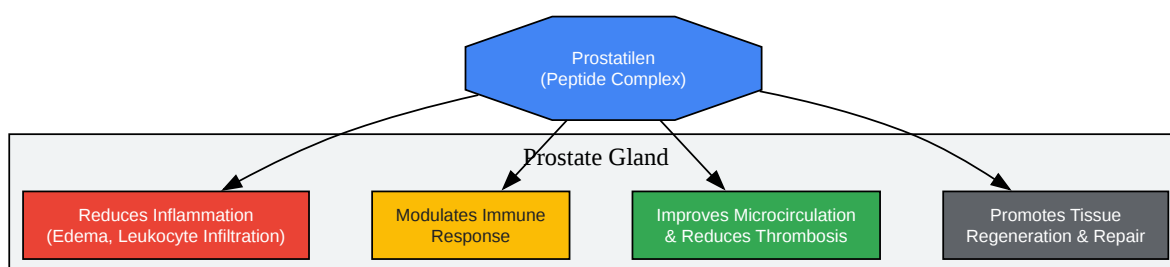 Prostatilen
(Peptide Complex)
Prostate Gland
Reduces Inflammation
(Edema, Leukocyte Infiltration)
Modulates Immune
Response
Improves Microcirculation
& Reduces Thrombosis
Promotes Tissue
Regeneration & Repair